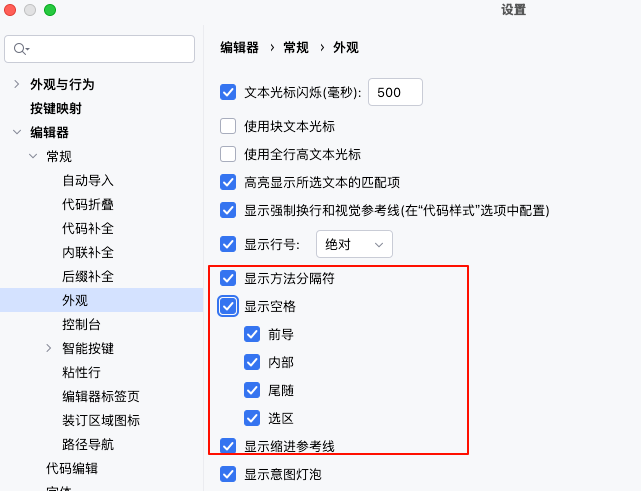 设置
外观与行为
按键映射
编辑器
常规
自动导入
代码折叠
代码补全
内联补全
后缀补全
外观
控制台
智能按键
粘性行
编辑器标签页
装订区域图标
路径导航
代码编辑
编辑器 › 常规 › 外观
文本光标闪烁(毫秒): 500
使用块文本光标
使用全行高文本光标
高亮显示所选文本的匹配项
显示强制换行和视觉参考线(在“代码样式”选项中配置)
显示行号: 绝对
显示方法分隔符
显示空格
前导
内部
尾随
选区
显示缩进参考线
显示意图灯泡